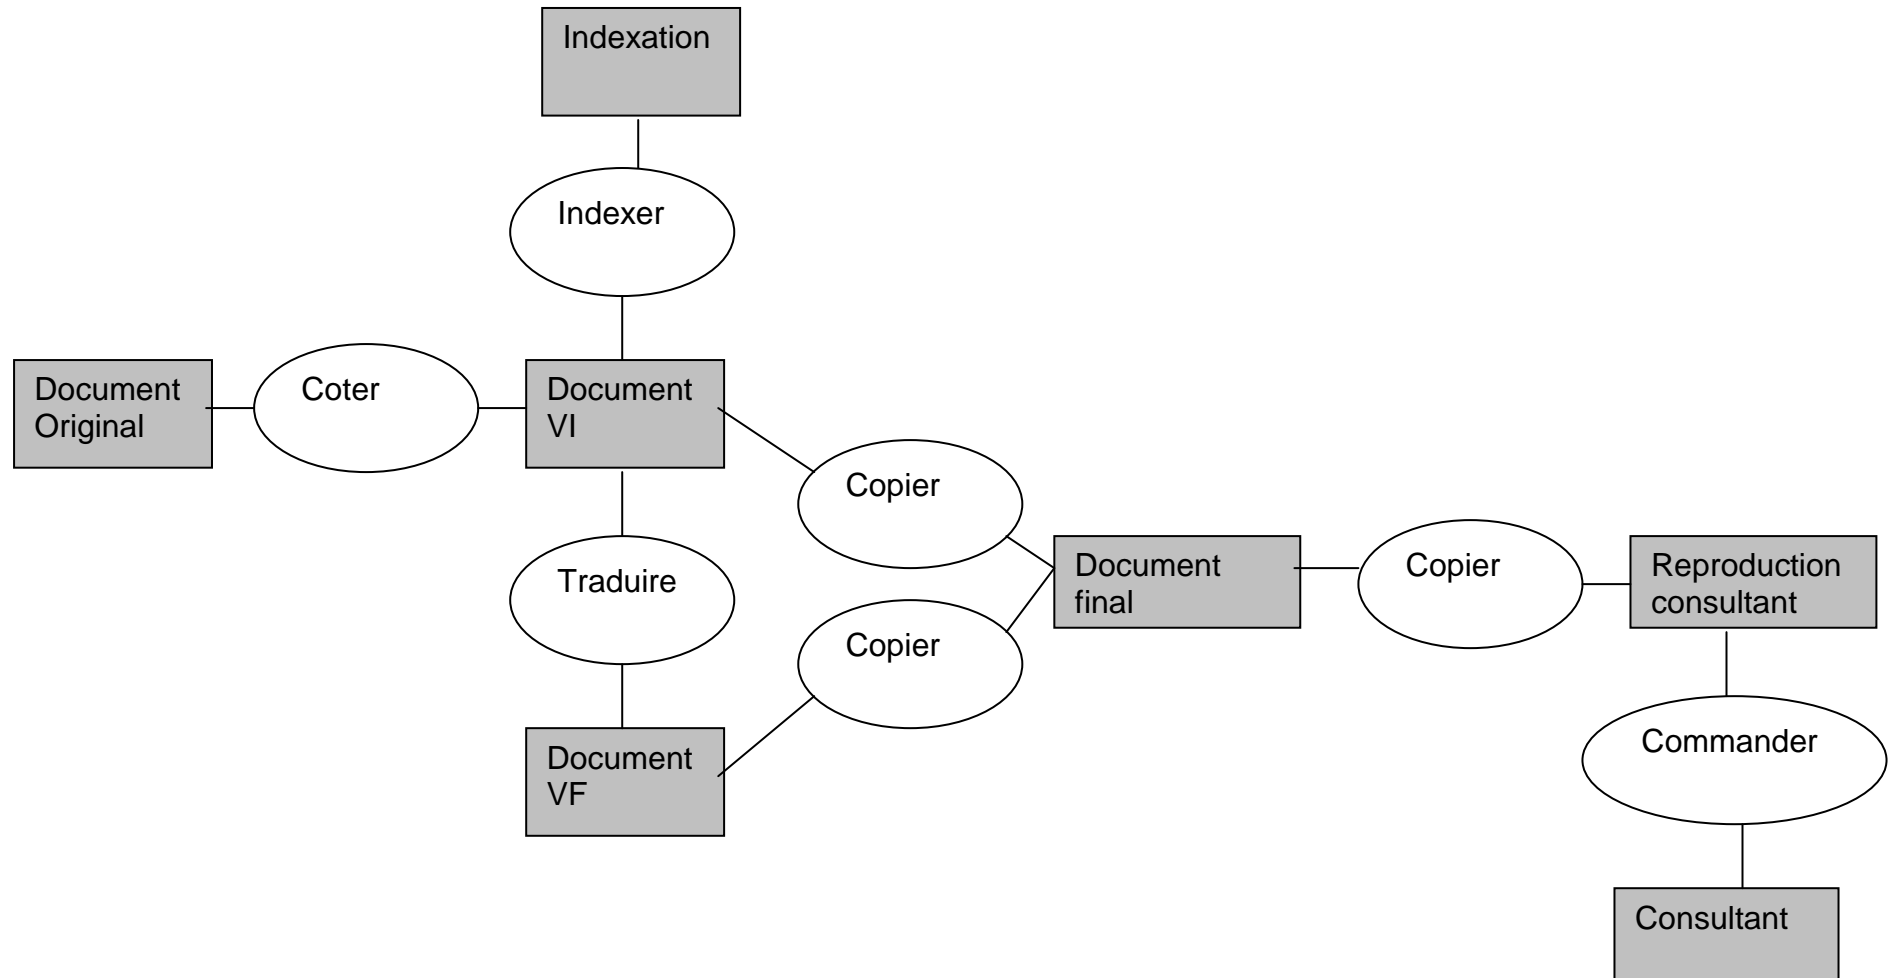 Indexation
Indexer
Document
Original
Coter
Document
VI
Copier
Traduire
Document
final
Copier
Reproduction
consultant
Copier
Document
VF
Commander
Consultant